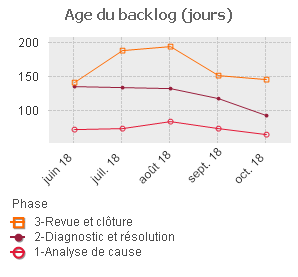 Age du backlog (jours)
200
150
100
juin 18
juil. 18
août 18
sept. 18
oct. 18
Phase
3-Revue et clôture
2-Diagnostic et résolution
1-Analyse de cause